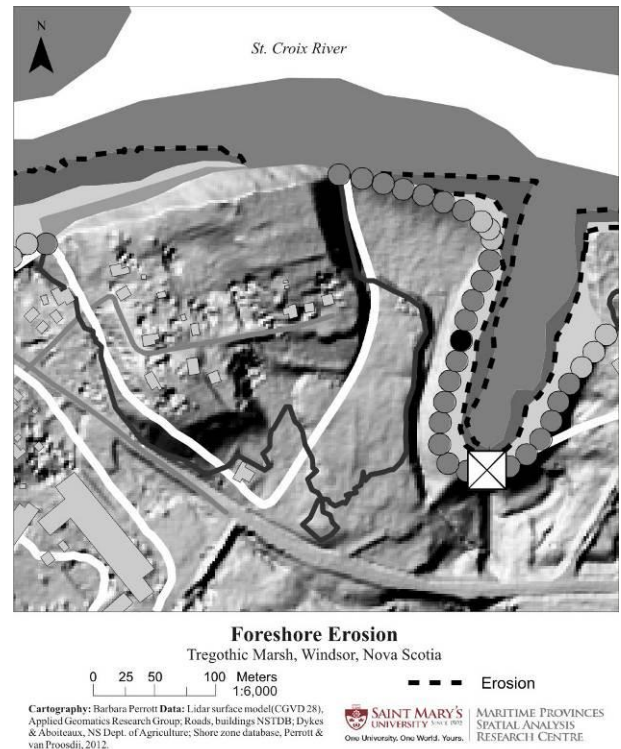 N
St. Croix River
Foreshore Erosion
Tregothic Marsh, Windsor, Nova Scotia
0 25 50 100 Meters
1:6,000
Erosion
Cartography: Barbara Perrott Data: Lidar surface model(CGVD 28),
Applied Geomatics Research Group; Roads, buildings NSTDB; Dykes
& Aboiteaux, NS Dept. of Agriculture; Shore zone database, Perrott &
van Proosdij, 2012.
SAINT MARY'S
UNIVERSITY SINCE 1802
One University. One World. Yours.
MARITIME PROVINCES
SPATIAL ANALYSIS
RESEARCH CENTRE